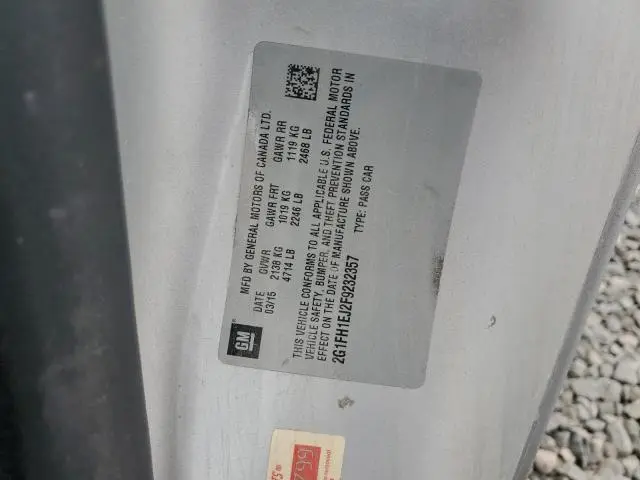 MFD BY GENERAL MOTORS OF CANADA LTD.
DATE GVWR GAWR FRT GAWR RR
03/15 2138 KG 1019 KG 1119 KG
4714 LB 2246 LB 2468 LB
THIS VEHICLE CONFORMS TO ALL APPLICABLE U.S. FEDERAL MOTOR
VEHICLE SAFETY, BUMPER, AND THEFT PREVENTION STANDARDS IN
EFFECT ON THE DATE OF MANUFACTURE SHOWN ABOVE.
2G1FH1EJ2F9232357 TYPE: PASS CAR
GM